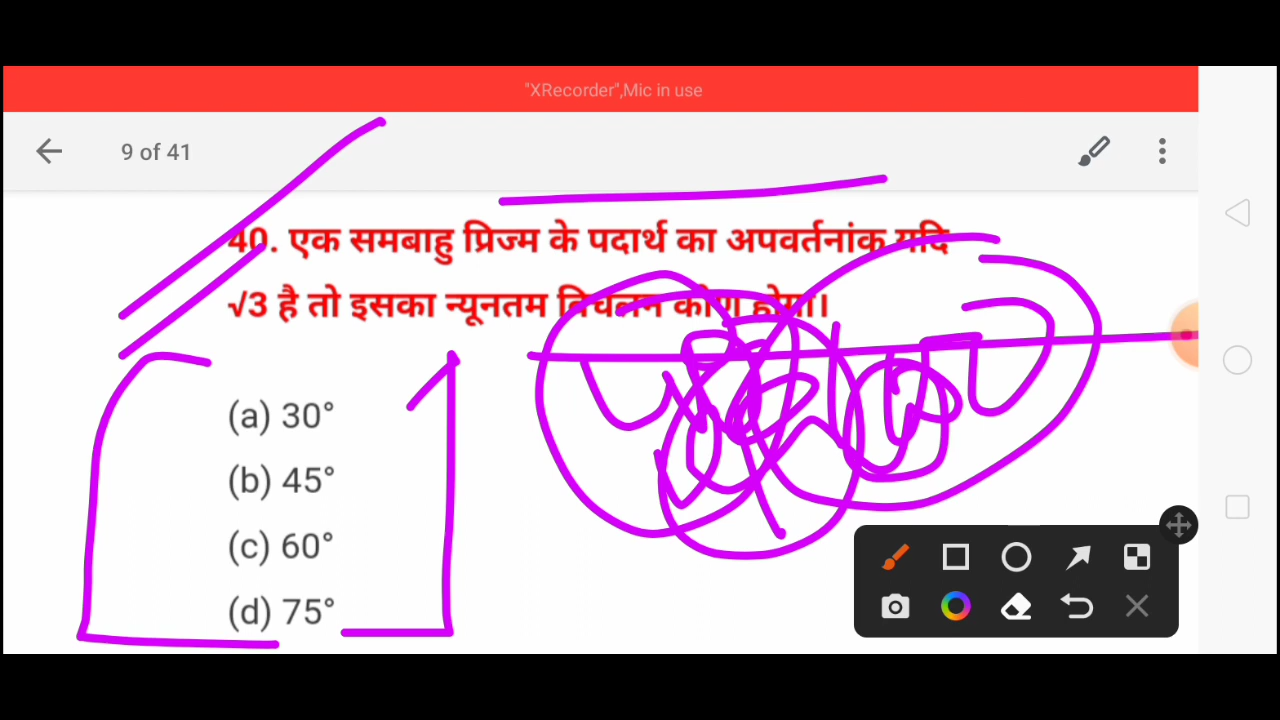 "XRecorder",Mic in use
9 of 41
40. एक समबाहु प्रिज्म के पदार्थ का अपवर्तनांक यदि
√3 है तो इसका न्यूनतम विचलन कोण होगा।
(a) 30°
(b) 45°
(c) 60°
(d) 75°